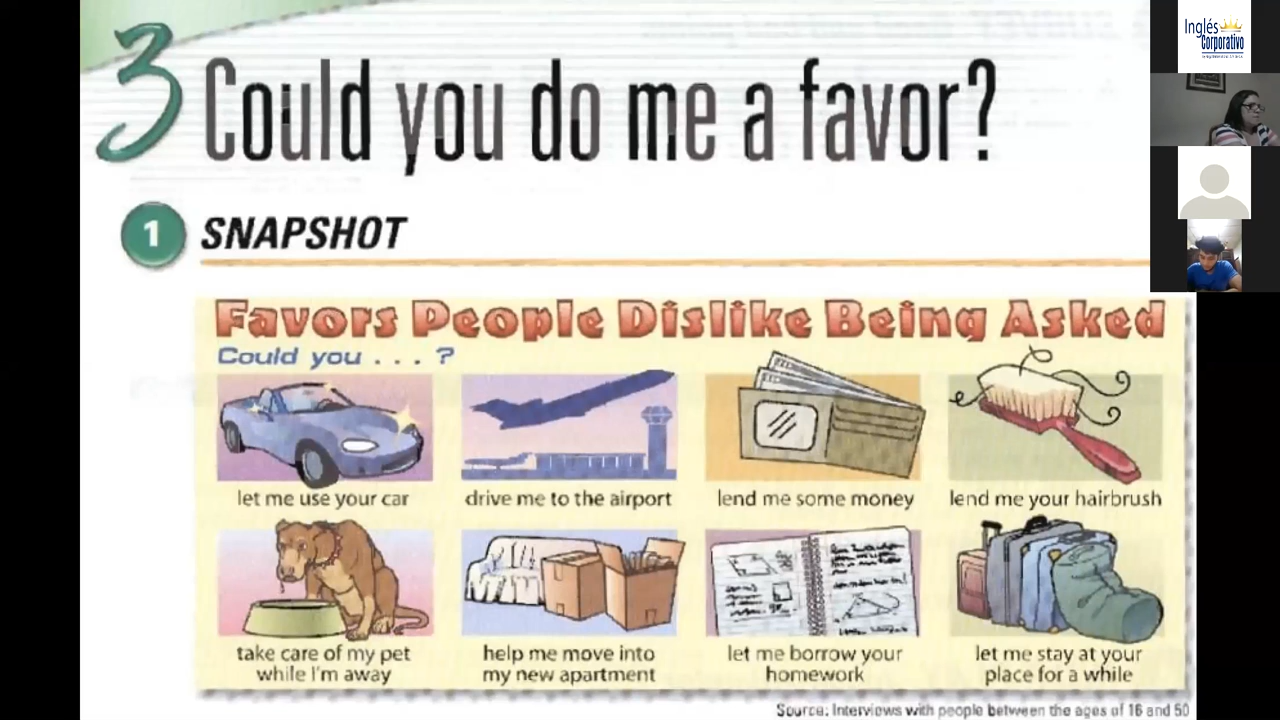 3 Could you do me a favor?
1 SNAPSHOT
Favors People Dislike Being Asked
Could you . . . ?
let me use your car
drive me to the airport
lend me some money
lend me your hairbrush
take care of my pet
while I'm away
help me move into
my new apartment
let me borrow your
homework
let me stay at your
place for a while
Source: Interviews with people between the ages of 16 and 50
Inglés
Corporativo